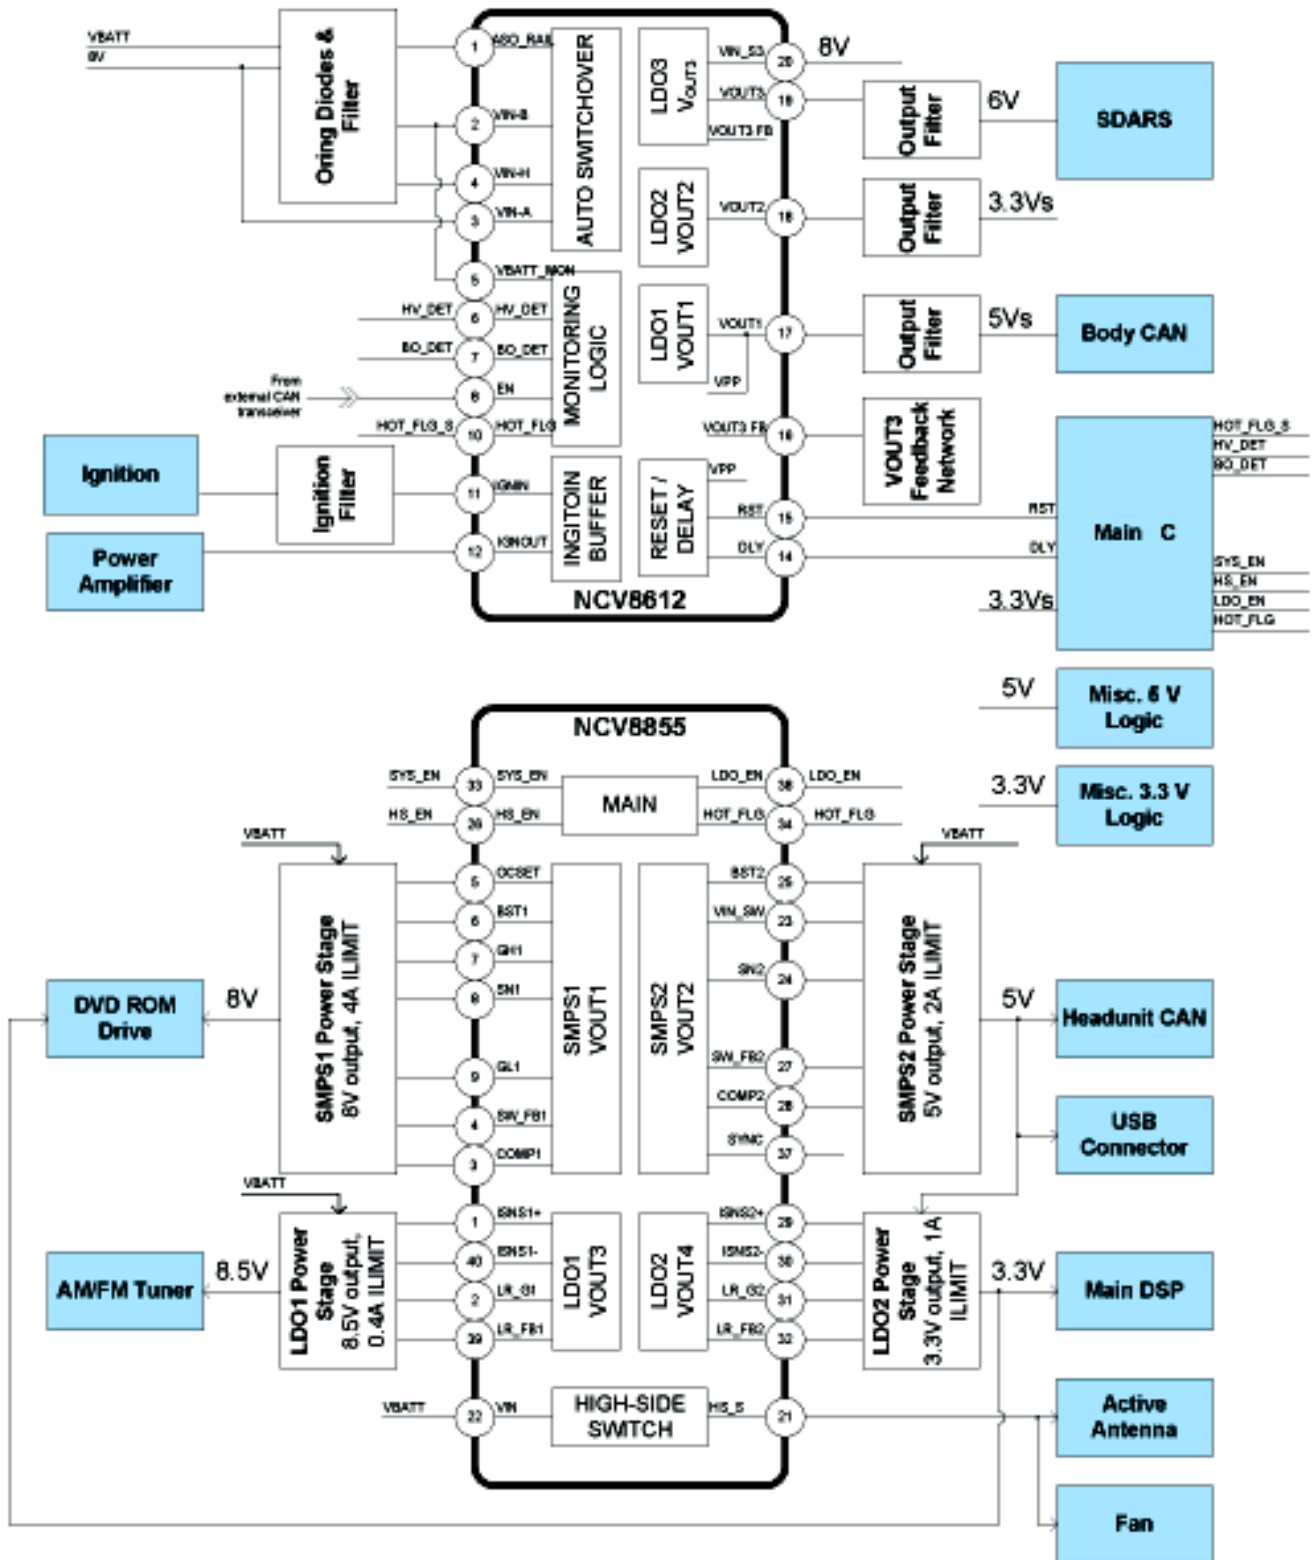 VBATT
8V
Oring Diodes &
Filter
1
ASO_RAIL
2
VIN-B
4
VIN-H
3
VIN-A
AUTO SWITCHOVER
5
VBATT_MON
HV_DET
6
HV_DET
BO_DET
7
BO_DET
From
external CAN
transceiver
8
EN
HOT_FLG_S
10
HOT_FLG
MONITORING
LOGIC
Ignition
Ignition
Filter
11
IGNIN
Power
Amplifier
12
IGNOUT
INGITOIN
BUFFER
LDO3
VOUT3
VIN_S3
20
8V
VOUT3
19
VOUT3 FB
Output
Filter
6V
SDARS
LDO2
VOUT2
VOUT2
18
Output
Filter
3.3Vs
LDO1
VOUT1
VOUT1
17
VPP
Output
Filter
5Vs
Body CAN
VOUT3 FB
16
VOUT3
Feedback
Network
RESET /
DELAY
VPP
RST
15
RST
DLY
14
DLY
3.3Vs
Main C
HOT_FLG_S
HV_DET
BO_DET
SYS_EN
HS_EN
LDO_EN
HOT_FLG
NCV8612
5V
Misc. 5 V
Logic
3.3V
Misc. 3.3 V
Logic
NCV8855
SYS_EN
33
SYS_EN
HS_EN
26
HS_EN
MAIN
LDO_EN
38
LDO_EN
HOT_FLG
34
HOT_FLG
VBATT
SMPS1 Power Stage
8V output, 4A ILIMIT
5
OCSET
6
BST1
7
GH1
8
SN1
9
GL1
4
SW_FB1
3
COMP1
SMPS1
VOUT1
8V
DVD ROM
Drive
SMPS2
VOUT2
BST2
25
VIN_SW
23
SN2
24
SW_FB2
27
COMP2
28
SYNC
37
VBATT
SMPS2 Power Stage
5V output, 2A ILIMIT
5V
Headunit CAN
USB
Connector
VBATT
LDO1 Power
Stage
8.5V output,
0.4A ILIMIT
8.5V
AM/FM Tuner
1
ISNS1+
40
ISNS1-
2
LR_G1
39
LR_FB1
LDO1
VOUT3
LDO2
VOUT4
ISNS2+
29
ISNS2-
30
LR_G2
31
LR_FB2
32
LDO2 Power
Stage
3.3V output, 1A
ILIMIT
3.3V
Main DSP
VBATT
22
VIN
HIGH-SIDE
SWITCH
HS_S
21
Active
Antenna
Fan